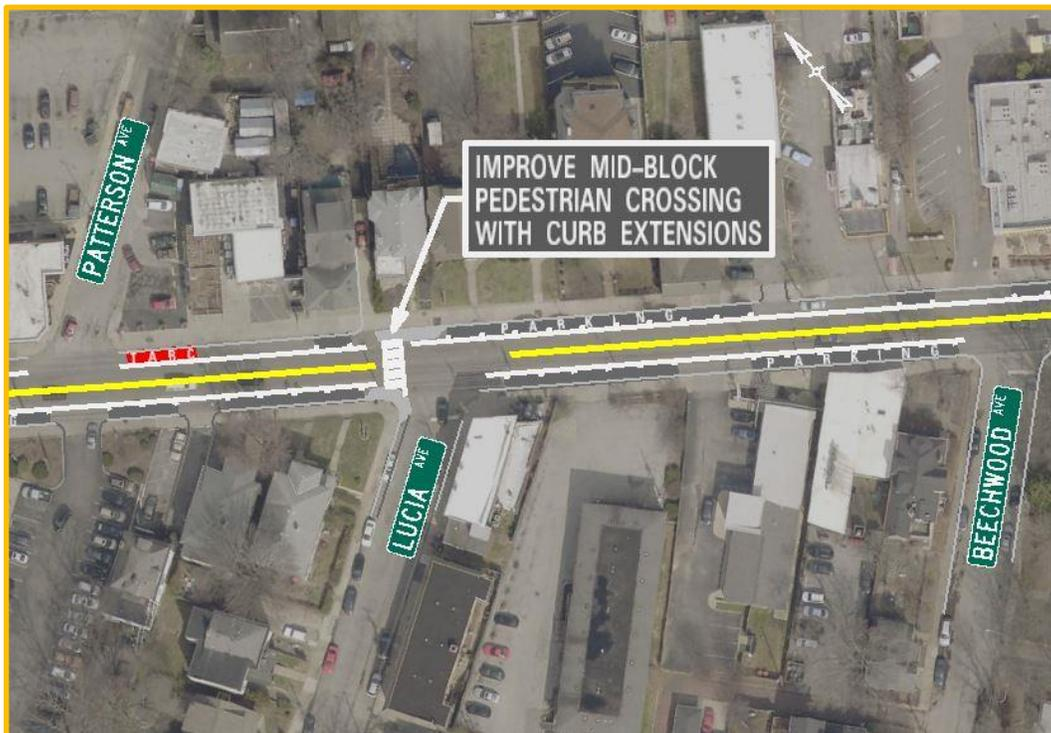 PATTERSON AVE
IMPROVE MID-BLOCK
PEDESTRIAN CROSSING
WITH CURB EXTENSIONS
PARKING
TARC
PARKING
LUCIA AVE
BEECHWOOD AVE